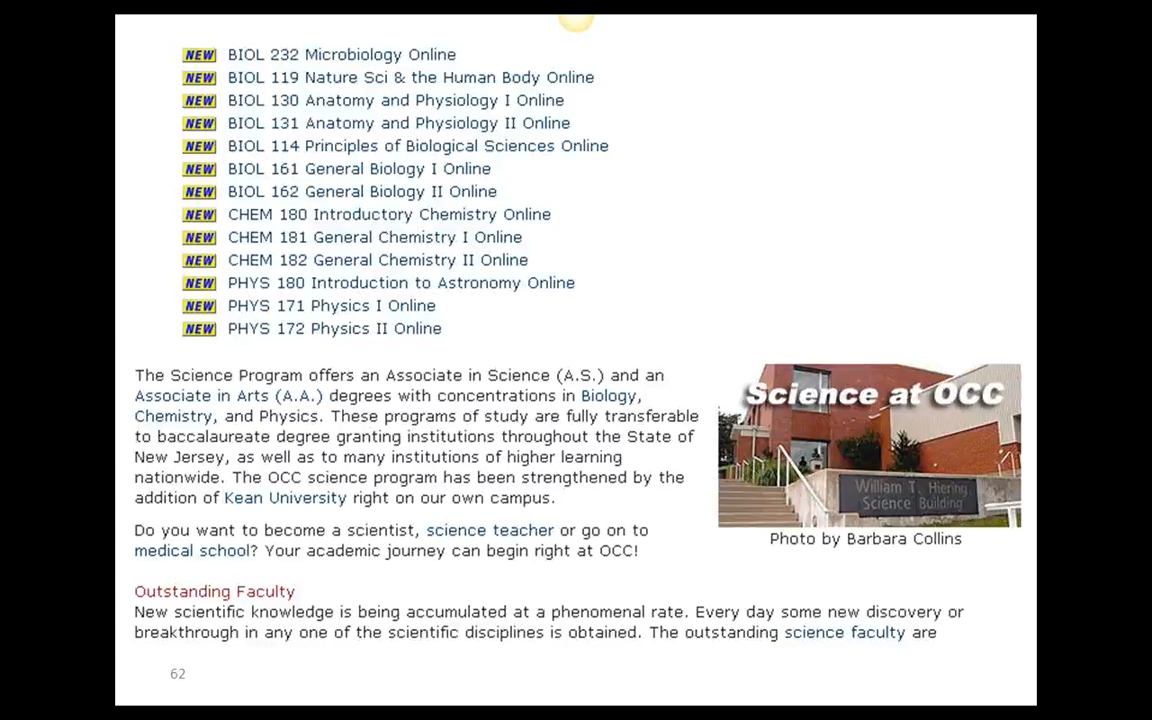 NEW BIOL 232 Microbiology Online
NEW BIOL 119 Nature Sci & the Human Body Online
NEW BIOL 130 Anatomy and Physiology I Online
NEW BIOL 131 Anatomy and Physiology II Online
NEW BIOL 114 Principles of Biological Sciences Online
NEW BIOL 161 General Biology I Online
NEW BIOL 162 General Biology II Online
NEW CHEM 180 Introductory Chemistry Online
NEW CHEM 181 General Chemistry I Online
NEW CHEM 182 General Chemistry II Online
NEW PHYS 180 Introduction to Astronomy Online
NEW PHYS 171 Physics I Online
NEW PHYS 172 Physics II Online
The Science Program offers an Associate in Science (A.S.) and an
Associate in Arts (A.A.) degrees with concentrations in Biology,
Chemistry, and Physics. These programs of study are fully transferable
to baccalaureate degree granting institutions throughout the State of
New Jersey, as well as to many institutions of higher learning
nationwide. The OCC science program has been strengthened by the
addition of Kean University right on our own campus.
Science at OCC
William T. Hiering
Science Building
Photo by Barbara Collins
Do you want to become a scientist, science teacher or go on to
medical school? Your academic journey can begin right at OCC!
Outstanding Faculty
New scientific knowledge is being accumulated at a phenomenal rate. Every day some new discovery or
breakthrough in any one of the scientific disciplines is obtained. The outstanding science faculty are
62